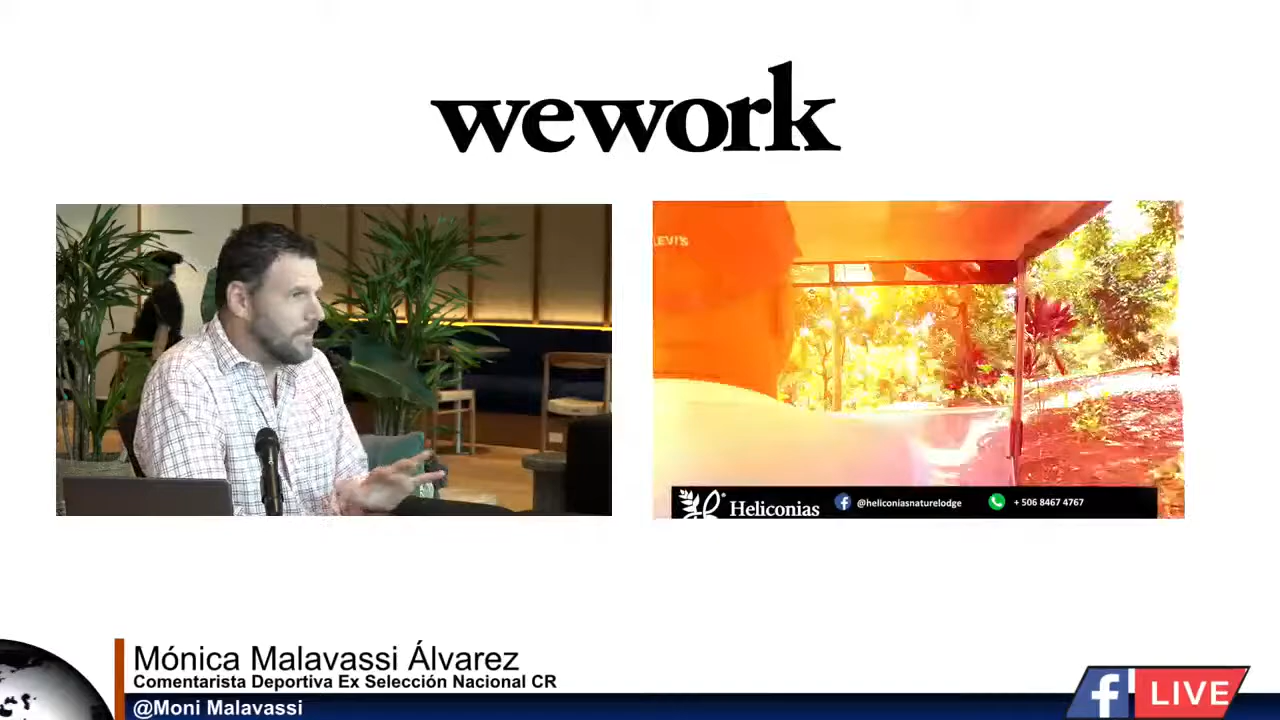 wework
LEVI'S
Heliconias
@heliconiasnaturelodge
+ 506 8467 4767
Mónica Malavassi Álvarez
Comentarista Deportiva Ex Selección Nacional CR
@Moni Malavassi
f LIVE